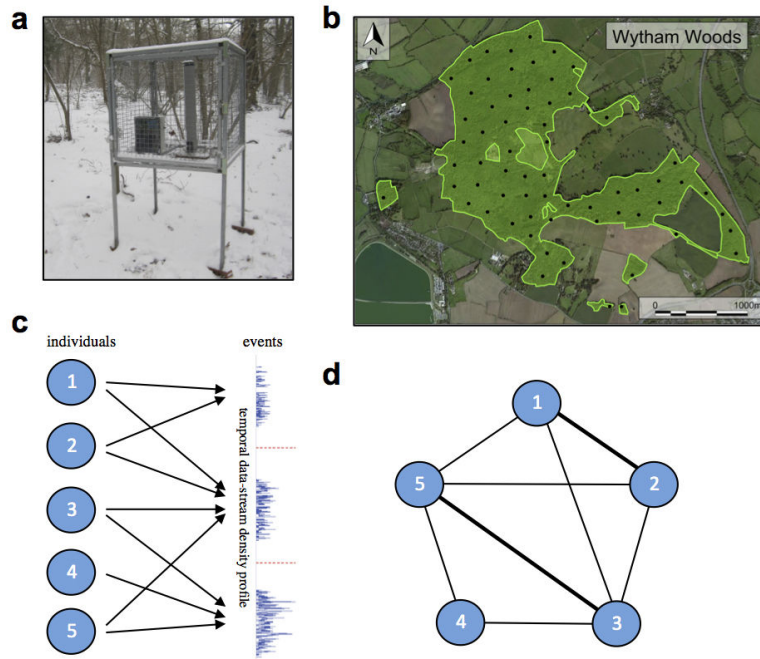 a
b
N
Wytham Woods
0 1000m
c
individuals
events
1
2
3
4
5
temporal data-stream density profile
d
1
5
2
4
3